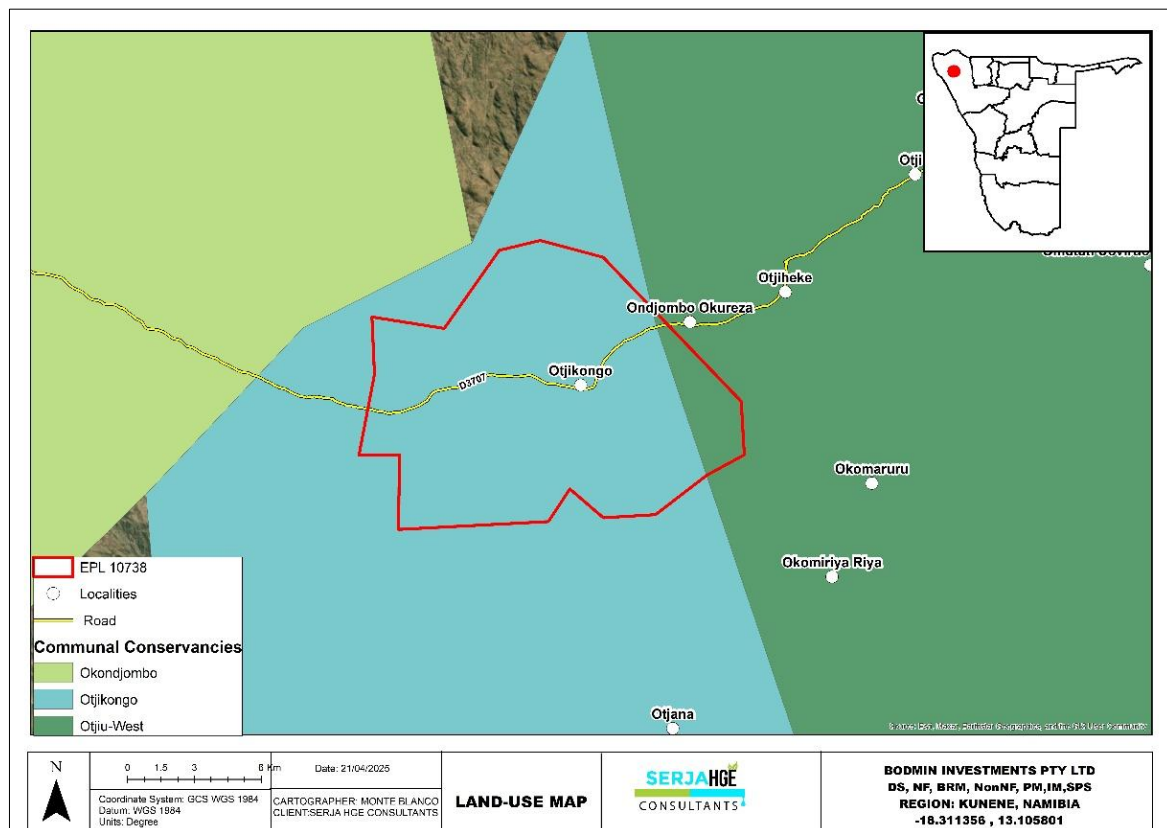 Otji
Otjiheke
Ondjombo Okureza
Otjikongo
D3707
Okomaruru
Okomiriya Riya
Otjana
EPL 10738
Localities
Road
Communal Conservancies
Okondjombo
Otjikongo
Otjiu-West
N
0 1.5 3 6 Km
Coordinate System: GCS WGS 1984
Datum: WGS 1984
Units: Degree
Date: 21/04/2025
CARTOGRAPHER: MONTE BLANCO
CLIENT:SERJA HGE CONSULTANTS
LAND-USE MAP
SERJAHGE
CONSULTANTS
BODMIN INVESTMENTS PTY LTD
DS, NF, BRM, NonNF, PM,IM,SPS
REGION: KUNENE, NAMIBIA
-18.311356 , 13.105801